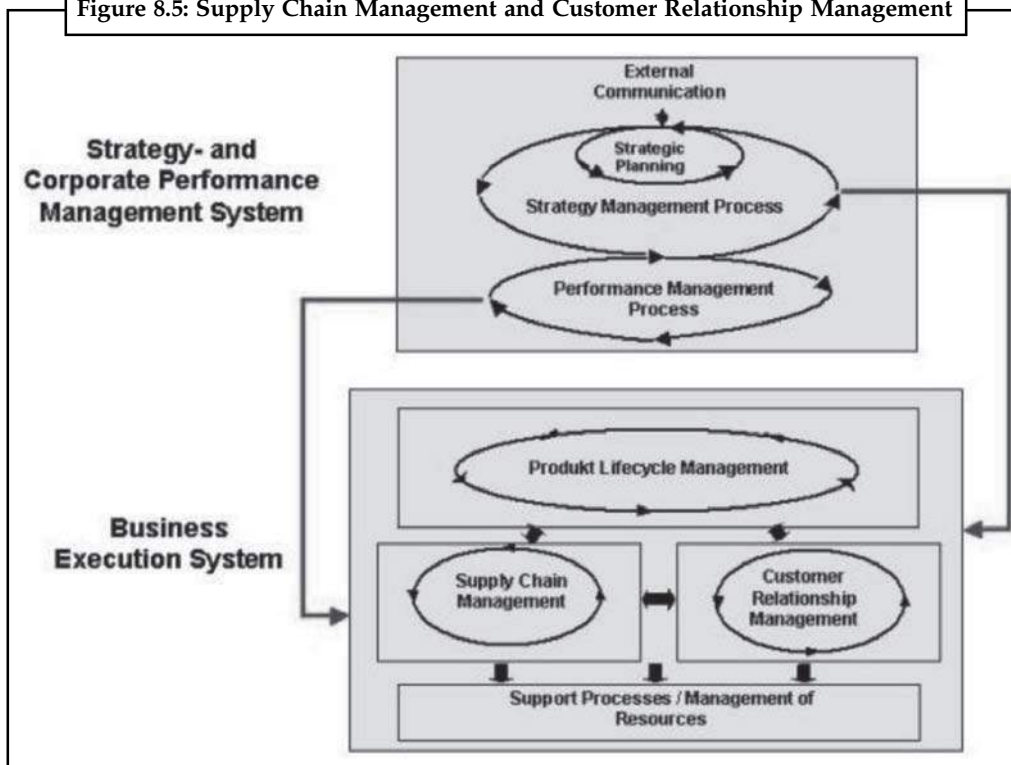 Figure 8.5: Supply Chain Management and Customer Relationship Management
External
Communication
Strategic
Planning
Strategy Management Process
Strategy- and
Corporate Performance
Management System
Performance Management
Process
Produkt Lifecycle Management
Business
Execution System
Supply Chain
Management
Customer
Relationship
Management
Support Processes / Management of
Resources